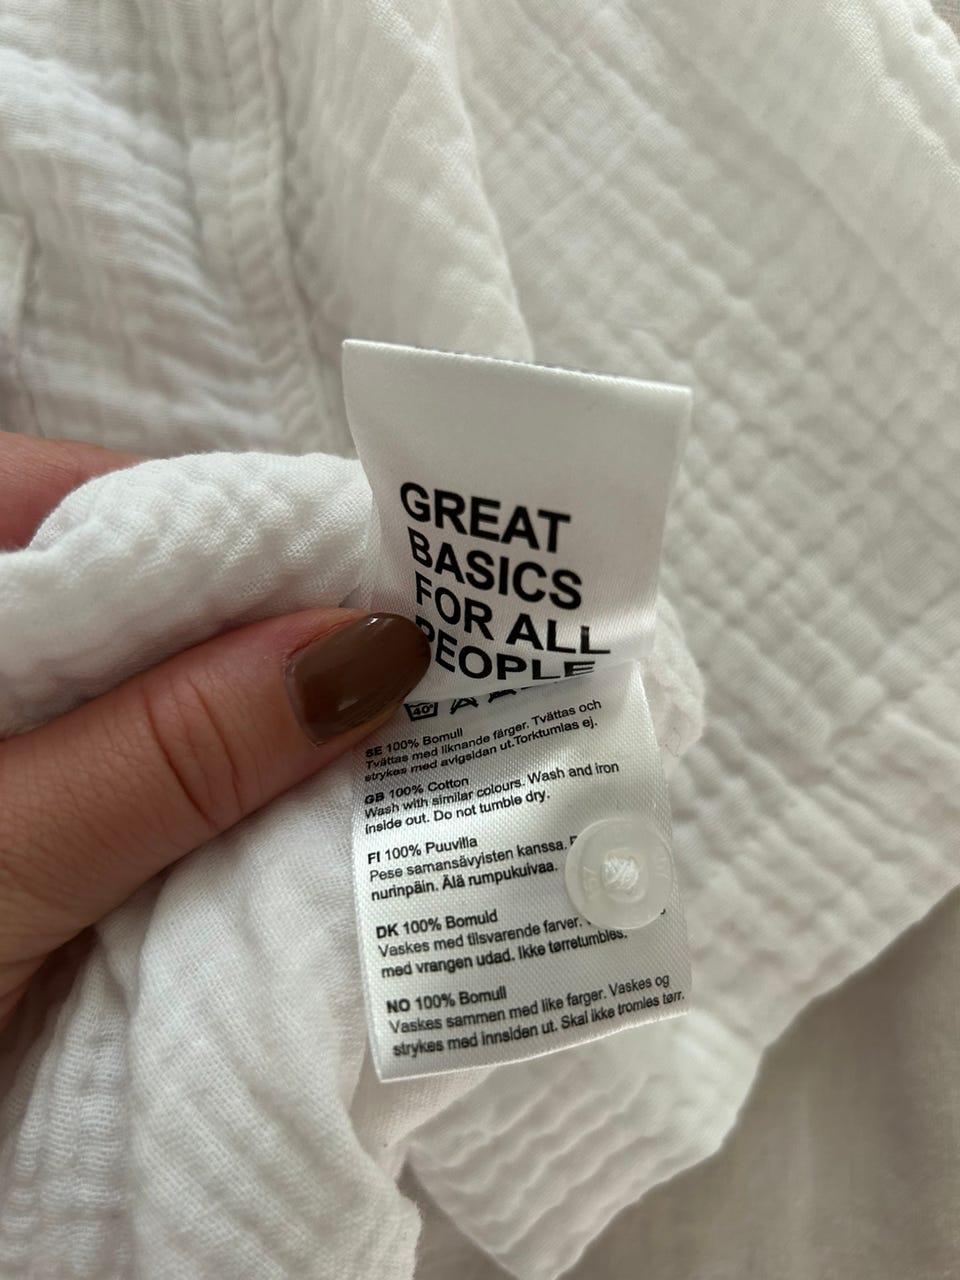 GREAT
BASICS
FOR ALL
PEOPLE
40°
SE 100% Bomull
Tvättas med liknande färger. Tvättas och
strykes med avigsidan ut.Torktumlas ej.
GB 100% Cotton
Wash with similar colours. Wash and iron
inside out. Do not tumble dry.
FI 100% Puuvilla
Pese samansävyisten kanssa.
nurinpäin. Älä rumpukuivaa.
DK 100% Bomuld
Vaskes med tilsvarende farver.
med vrangen udad. Ikke tørretumbles.
NO 100% Bomull
Vaskes sammen med like farger. Vaskes og
strykes med innsiden ut. Skal ikke tromles tørr.